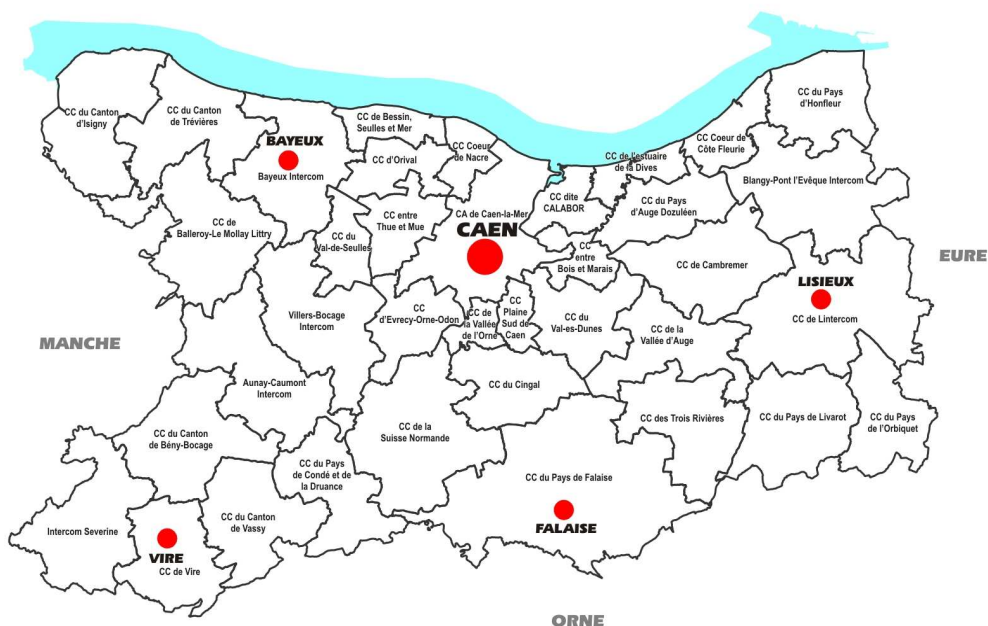 CC du Pays
d'Honfleur
CC du Canton
d'Isigny
CC du Canton
de Trévières
CC de Bessin,
Seulles et Mer
BAYEUX
Bayeux Intercom
CC d'Orival
CC Coeur
de Nacre
CC Coeur de
Côte Fleurie
CC de l'estuaire
de la Dives
Blangy-Pont l'Evêque Intercom
CC dite
CALABOR
CC du Pays
d'Auge Dozuléen
CC de
Balleroy-Le Mollay Littry
CC du
Val-de-Seulles
CC entre
Thue et Mue
CA de Caen-la-Mer
CAEN
CC
entre
Bois et Marais
CC de Cambremer
EURE
LISIEUX
CC de Lintercom
MANCHE
Villers-Bocage
Intercom
CC
d'Evrecy-Orne-Odon
CC de
la Vallée
de l'Orne
CC
Plaine
Sud de
Caen
CC du
Val-es-Dunes
CC de la
Vallée d'Auge
Aunay-Caumont
Intercom
CC du Cingal
CC du Canton
de Bény-Bocage
CC de la
Suisse Normande
CC des Trois Rivières
CC du Pays de Livarot
CC du Pays
de l'Orbiquet
CC du Pays
de Condé et de
la Druance
CC du Pays de Falaise
FALAISE
Intercom Severine
CC du Canton
de Vassy
VIRE
CC de Vire
ORNE